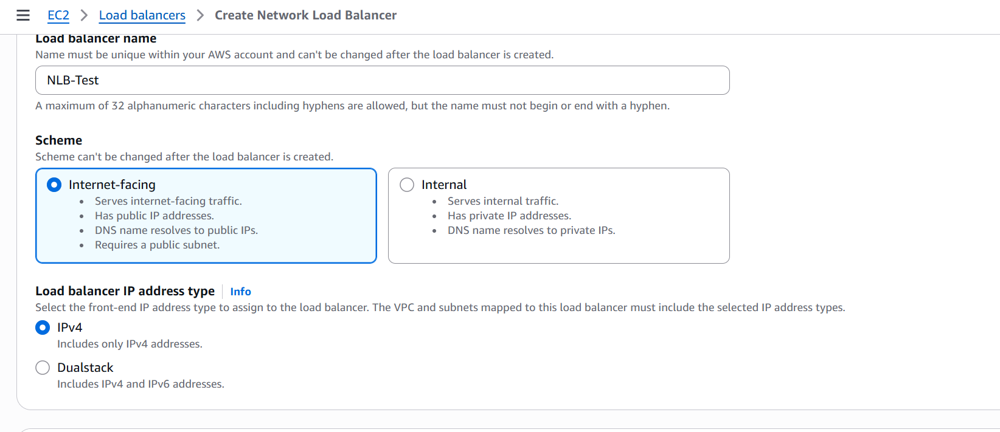 EC2 > Load balancers > Create Network Load Balancer
Load balancer name
Name must be unique within your AWS account and can't be changed after the load balancer is created.
NLB-Test
A maximum of 32 alphanumeric characters including hyphens are allowed, but the name must not begin or end with a hyphen.
Scheme
Scheme can't be changed after the load balancer is created.
Internet-facing
• Serves internet-facing traffic.
• Has public IP addresses.
• DNS name resolves to public IPs.
• Requires a public subnet.
Internal
• Serves internal traffic.
• Has private IP addresses.
• DNS name resolves to private IPs.
Load balancer IP address type | Info
Select the front-end IP address type to assign to the load balancer. The VPC and subnets mapped to this load balancer must include the selected IP address types.
IPv4
Includes only IPv4 addresses.
Dualstack
Includes IPv4 and IPv6 addresses.